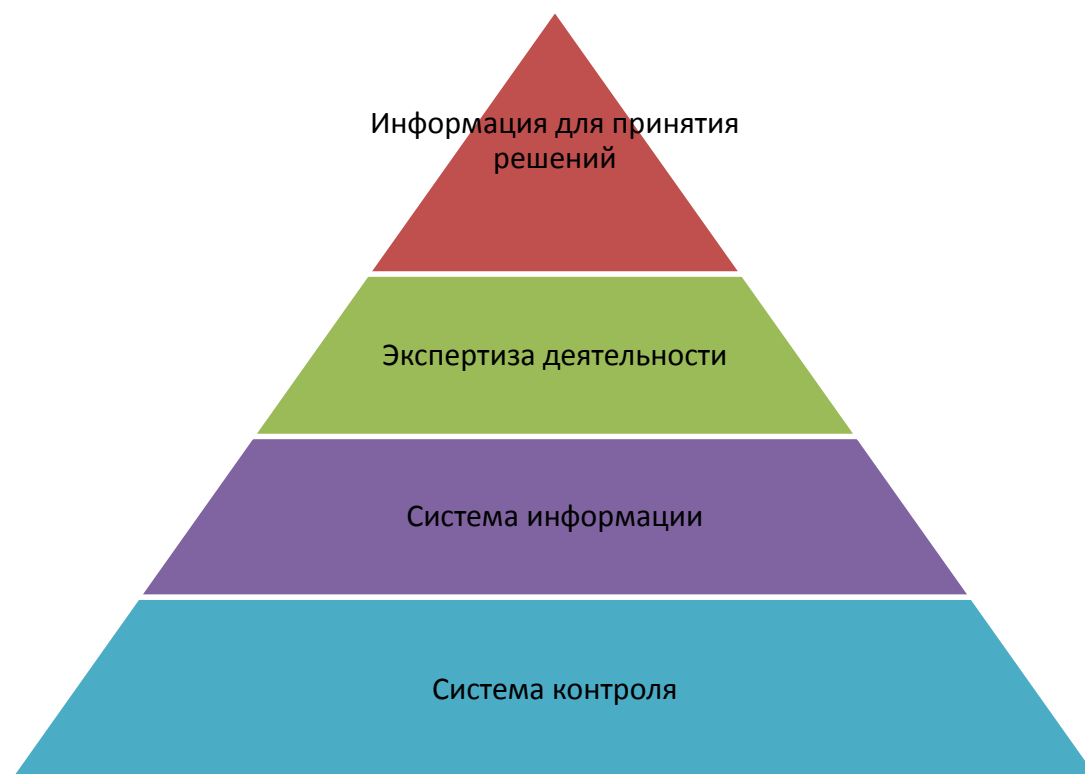 Информация для принятия
решений
Экспертиза деятельности
Система информации
Система контроля